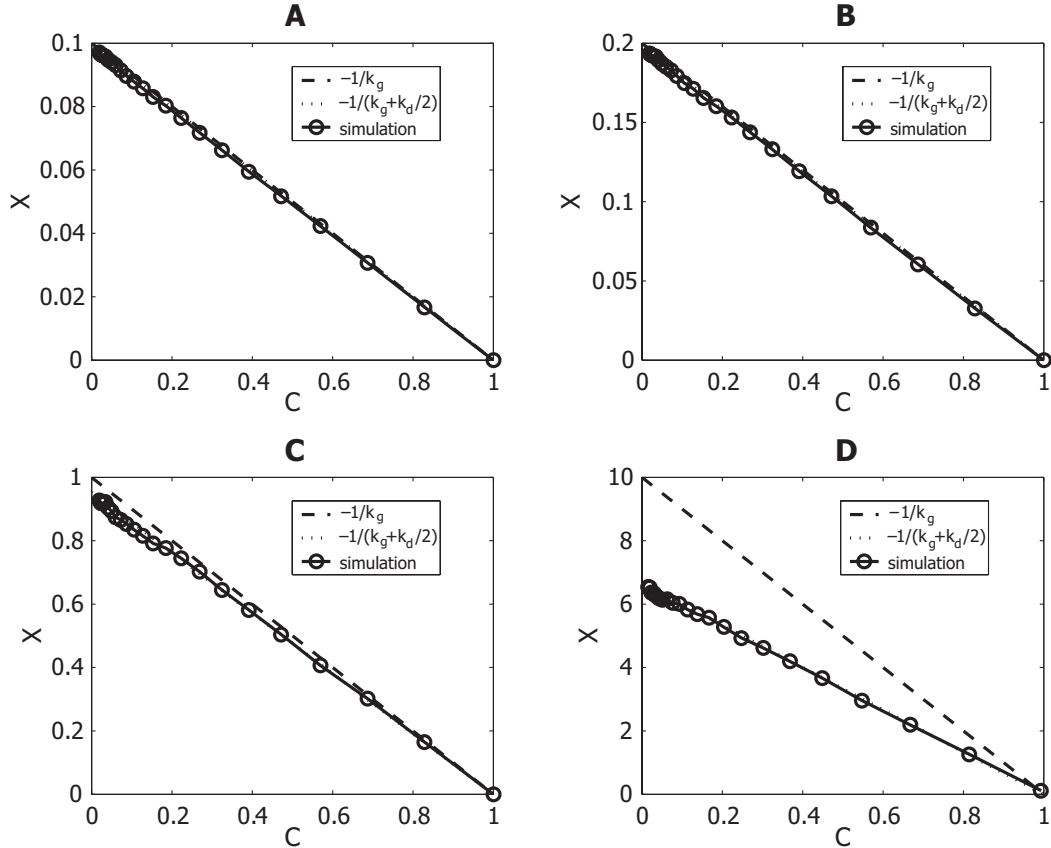 A
0.1
0.08
0.06
0.04
0.02
0
X
−1/k_g
−1/(k_g+k_d/2)
simulation
0 0.2 0.4 0.6 0.8 1
C
B
0.2
0.15
0.1
0.05
0
X
−1/k_g
−1/(k_g+k_d/2)
simulation
0 0.2 0.4 0.6 0.8 1
C
C
1
0.8
0.6
0.4
0.2
0
X
−1/k_g
−1/(k_g+k_d/2)
simulation
0 0.2 0.4 0.6 0.8 1
C
D
10
8
6
4
2
0
X
−1/k_g
−1/(k_g+k_d/2)
simulation
0 0.2 0.4 0.6 0.8 1
C